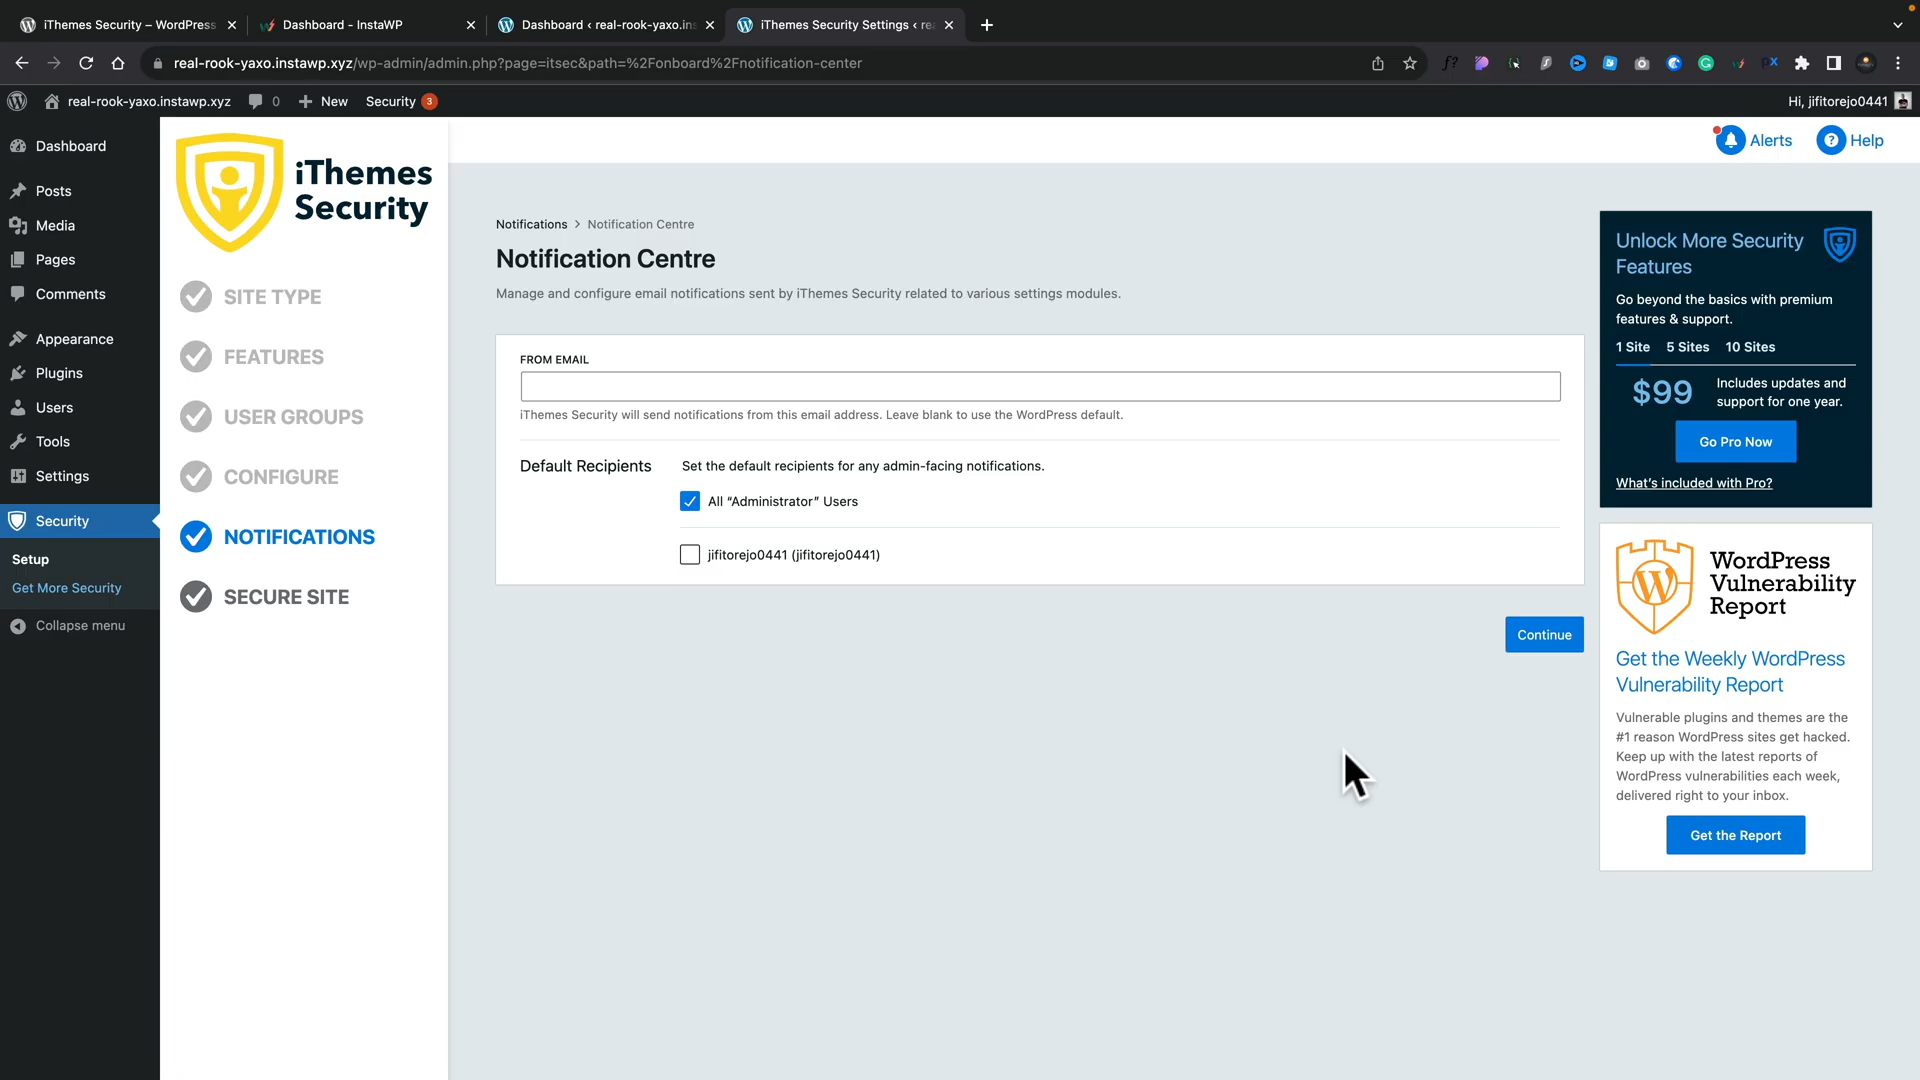 iThemes Security – WordPress
Dashboard - InstaWP
Dashboard ‹ real-rook-yaxo.ins
iThemes Security Settings ‹ rea
real-rook-yaxo.instawp.xyz/wp-admin/admin.php?page=itsec&path=%2Fonboard%2Fnotification-center
real-rook-yaxo.instawp.xyz
0
New
Security 3
Hi, jifitorejo0441
Dashboard
Posts
Media
Pages
Comments
Appearance
Plugins
Users
Tools
Settings
Security
Setup
Get More Security
Collapse menu
iThemes
Security
SITE TYPE
FEATURES
USER GROUPS
CONFIGURE
NOTIFICATIONS
SECURE SITE
Alerts
Help
Notifications > Notification Centre
Notification Centre
Manage and configure email notifications sent by iThemes Security related to various settings modules.
FROM EMAIL
iThemes Security will send notifications from this email address. Leave blank to use the WordPress default.
Default Recipients
Set the default recipients for any admin-facing notifications.
All “Administrator” Users
jifitorejo0441 (jifitorejo0441)
Continue
Unlock More Security
Features
Go beyond the basics with premium
features & support.
1 Site 5 Sites 10 Sites
$99
Includes updates and
support for one year.
Go Pro Now
What's included with Pro?
WordPress
Vulnerability
Report
Get the Weekly WordPress
Vulnerability Report
Vulnerable plugins and themes are the
#1 reason WordPress sites get hacked.
Keep up with the latest reports of
WordPress vulnerabilities each week,
delivered right to your inbox.
Get the Report